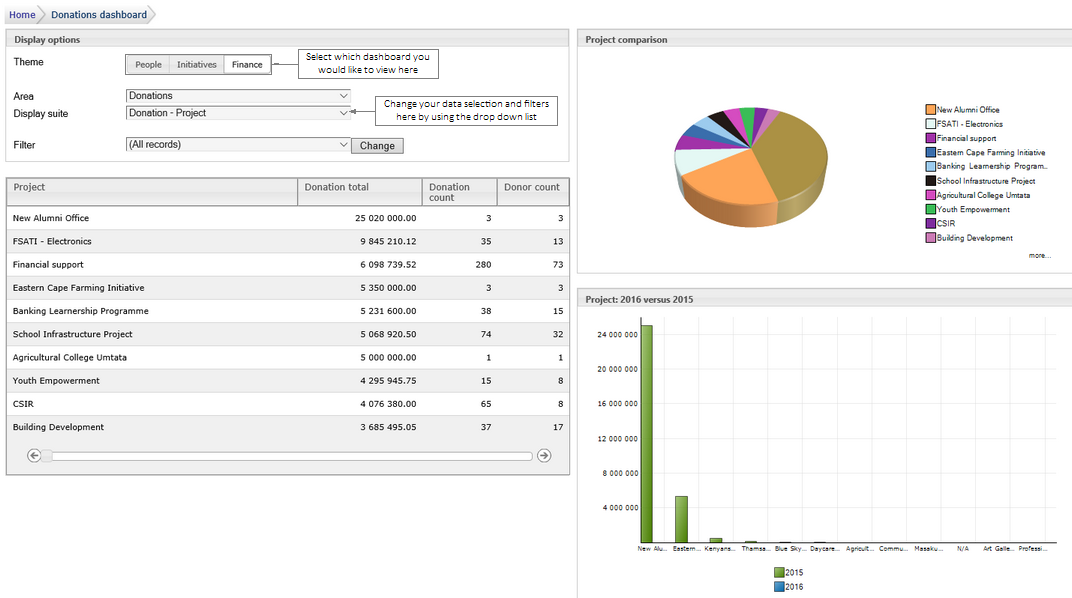 Home
Donations dashboard
Display options
Theme
People
Initiatives
Finance
Select which dashboard you
would like to view here
Area
Donations
Display suite
Donation - Project
Change your data selection and filters
here by using the drop down list
Filter
(All records)
Change
Project Donation total Donation count Donor count
New Alumni Office 25 020 000.00 3 3
FSATI - Electronics 9 845 210.12 35 13
Financial support 6 098 739.52 280 73
Eastern Cape Farming Initiative 5 350 000.00 3 3
Banking Learnership Programme 5 231 600.00 38 15
School Infrastructure Project 5 068 920.50 74 32
Agricultural College Umtata 5 000 000.00 1 1
Youth Empowerment 4 295 945.75 15 8
CSIR 4 076 380.00 65 8
Building Development 3 685 495.05 37 17
Project comparison
New Alumni Office
FSATI - Electronics
Financial support
Eastern Cape Farming Initiative
Banking Learnership Program...
School Infrastructure Project
Agricultural College Umtata
Youth Empowerment
CSIR
Building Development
more...
Project: 2016 versus 2015
24 000 000
20 000 000
16 000 000
12 000 000
8 000 000
4 000 000
New Alu... Eastern... Kenyans... Thamsa... Blue Sky... Daycare... Agricult... Commu... Masaku... N/A Art Galle... Professi...
2015
2016